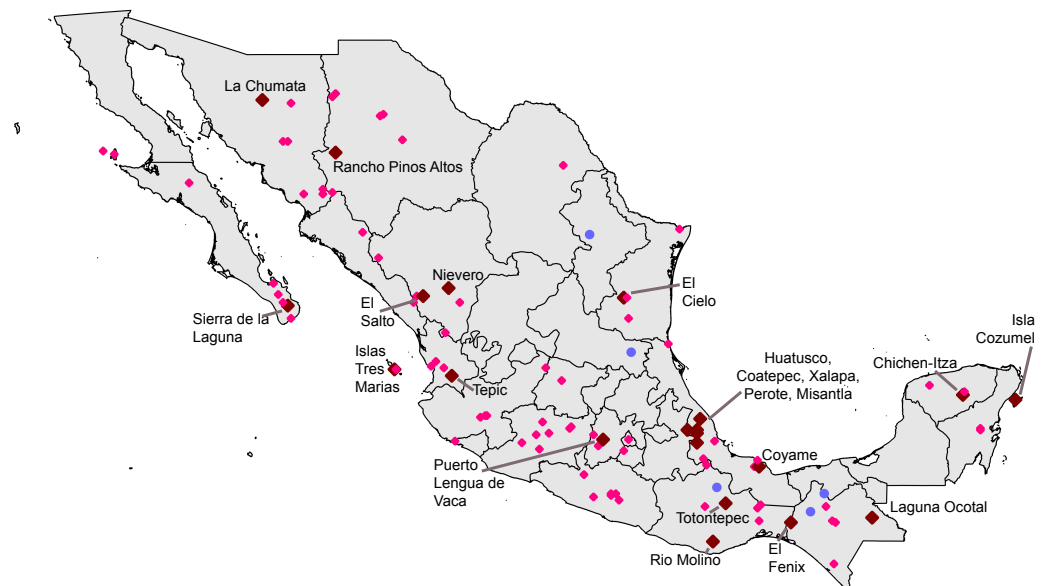 La Chumata
Rancho Pinos Altos
Nievero
El
Salto
El
Cielo
Sierra de la
Laguna
Islas
Tres
Marias
Tepic
Isla
Cozumel
Chichen-Itza
Huatusco,
Coatepec, Xalapa,
Perote, Misantla
Puerto
Lengua de
Vaca
Coyame
Laguna Ocotal
Totontepec
Rio Molino
El
Fenix